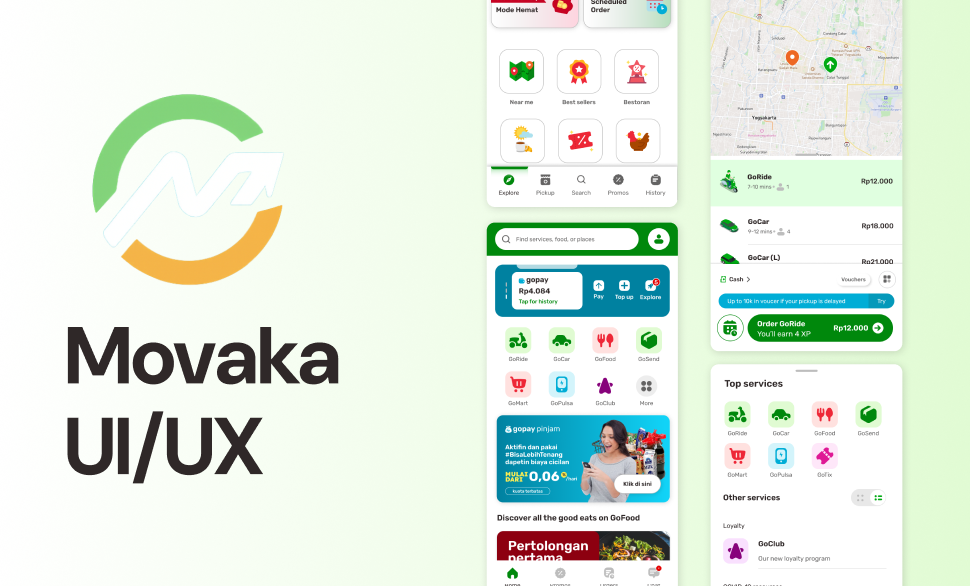 Movaka
UI/UX
Mode Hemat
Scheduled
Order
Near me
Best sellers
Bestoran
Explore
Pickup
Search
Promos
History
Find services, food, or places
gopay
Rp4.084
Tap for history
Pay
Top up
Explore
GoRide
GoCar
GoFood
GoSend
GoMart
GoPulsa
GoClub
More
gopay pinjam
Aktifin dan pakai
#BisaLebihTenang
dapetin biaya cicilan
MULAI
DARI 0,06 % /hari
kuota terbatas
Klik di sini
Discover all the good eats on GoFood
Pertolongan
pertama
Home
Yogyakarta
GoRide
7-10 mins • 1
Rp12.000
GoCar
9-12 mins • 4
Rp18.000
GoCar (L)
Rp21.000
Cash
Vouchers
Up to 10k in voucer if your pickup is delayed
Try
Order GoRide
You'll earn 4 XP
Rp12.000
Top services
GoRide
GoCar
GoFood
GoSend
GoMart
GoPulsa
GoTix
Other services
Loyalty
GoClub
Our new loyalty program